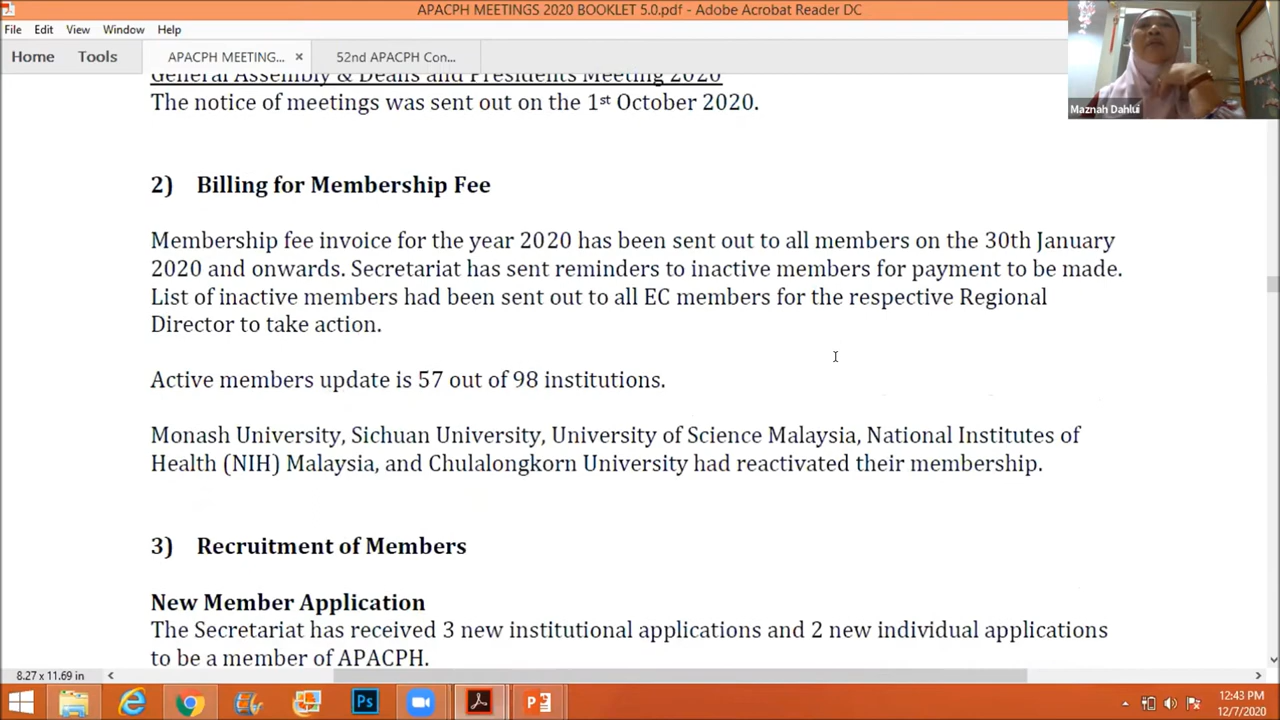 APACPH MEETINGS 2020 BOOKLET 5.0.pdf - Adobe Acrobat Reader DC
File Edit View Window Help
Home Tools APACPH MEETING... × 52nd APACPH Con...
Maznah Dahlui
General Assembly & Deans and Presidents Meeting 2020
The notice of meetings was sent out on the 1st October 2020.
2) Billing for Membership Fee
Membership fee invoice for the year 2020 has been sent out to all members on the 30th January
2020 and onwards. Secretariat has sent reminders to inactive members for payment to be made.
List of inactive members had been sent out to all EC members for the respective Regional
Director to take action.
Active members update is 57 out of 98 institutions.
Monash University, Sichuan University, University of Science Malaysia, National Institutes of
Health (NIH) Malaysia, and Chulalongkorn University had reactivated their membership.
3) Recruitment of Members
New Member Application
The Secretariat has received 3 new institutional applications and 2 new individual applications
to be a member of APACPH.
8.27 x 11.69 in
Ps
12:43 PM
12/7/2020